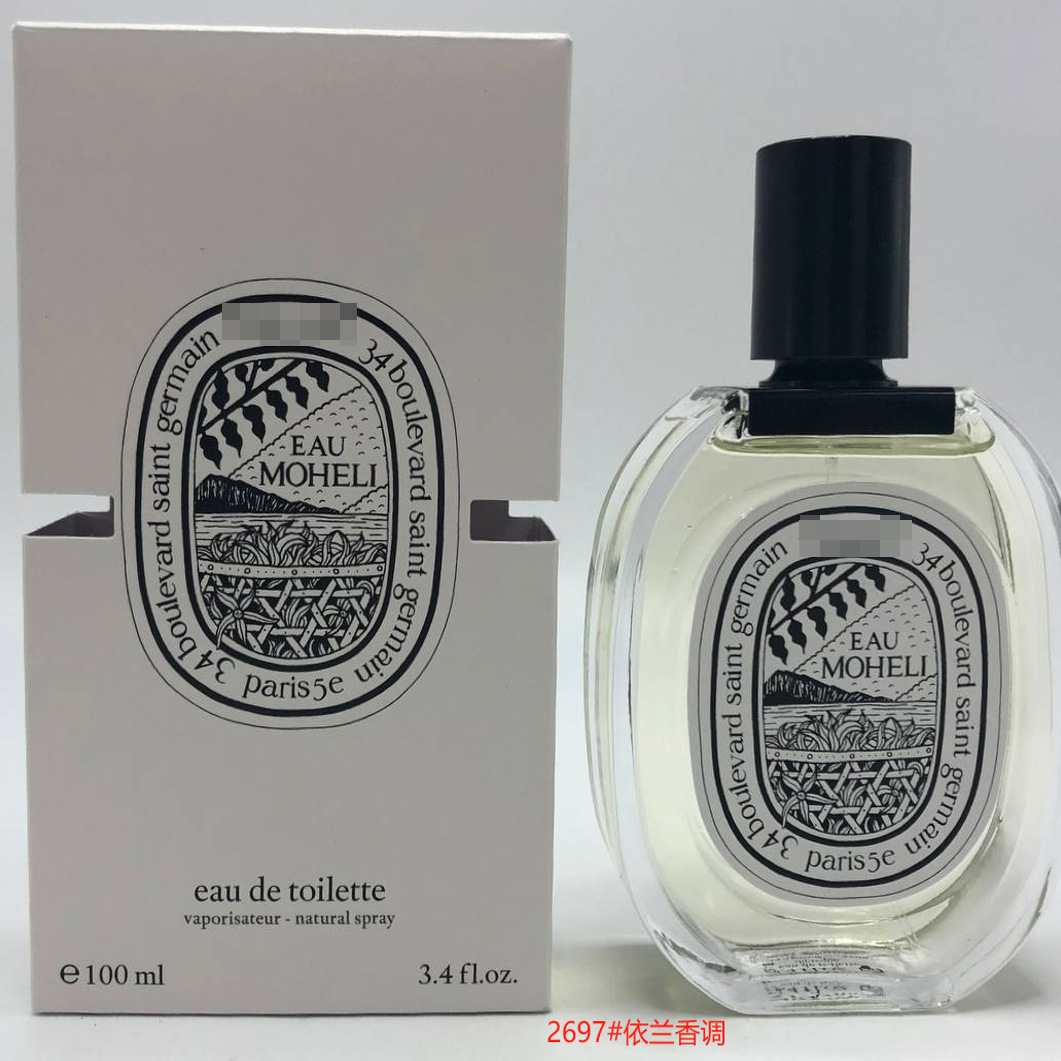 34 boulevard saint germain
paris 5e
34 boulevard saint germain
EAU
MOHELI
eau de toilette
vaporisateur - natural spray
e 100 ml
3.4 fl.oz.
34 boulevard saint germain
paris 5e
34 boulevard saint germain
EAU
MOHELI
2697#依兰香调